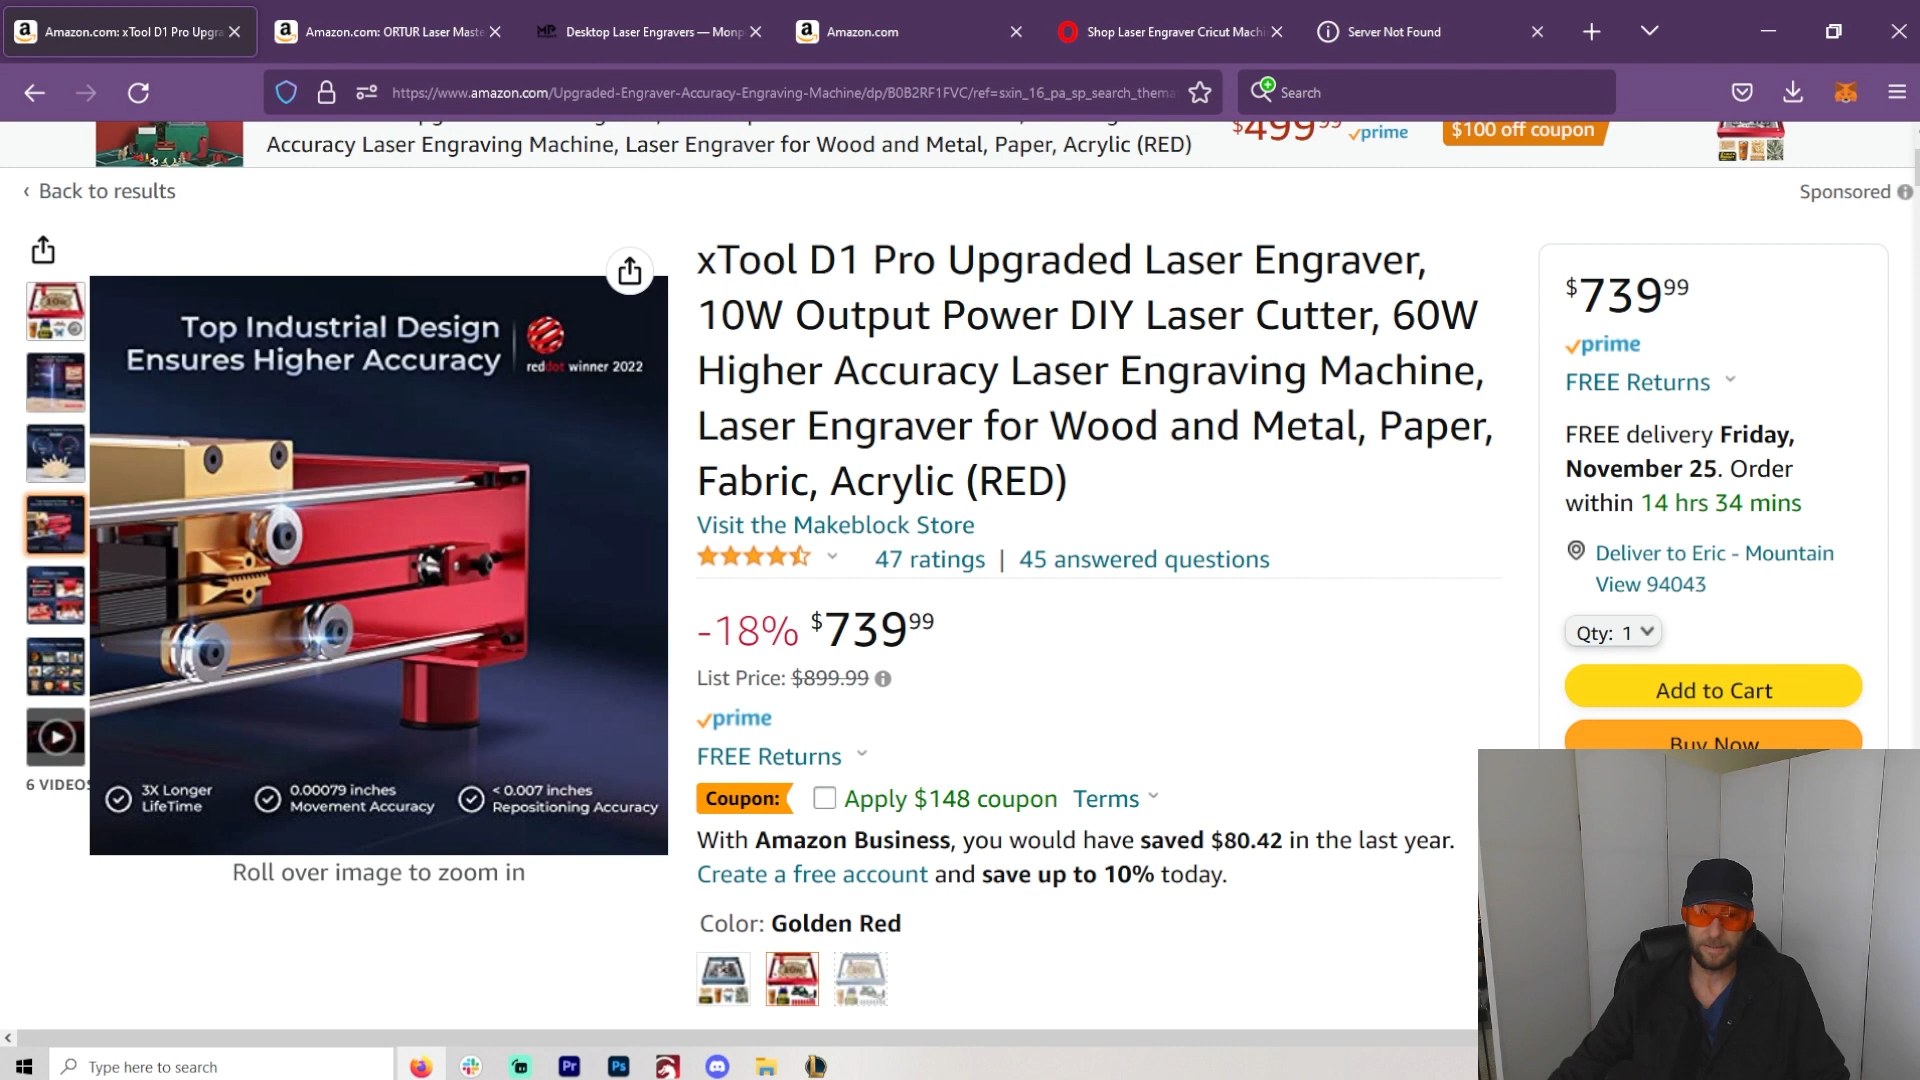 Amazon.com: xTool D1 Pro Upgra
Amazon.com: ORTUR Laser Maste
MP
Desktop Laser Engravers — Monp
Amazon.com
Shop Laser Engraver Cricut Machi
Server Not Found
https://www.amazon.com/Upgraded-Engraver-Accuracy-Engraving-Machine/dp/B0B2RF1FVC/ref=sxin_16_pa_sp_search_thema
Search
$499.99
prime
$100 off coupon
Accuracy Laser Engraving Machine, Laser Engraver for Wood and Metal, Paper, Acrylic (RED)
‹ Back to results
Sponsored
Top Industrial Design
Ensures Higher Accuracy
reddot winner 2022
3X Longer
LifeTime
0.00079 inches
Movement Accuracy
< 0.007 inches
Repositioning Accuracy
6 VIDEOS
Roll over image to zoom in
xTool D1 Pro Upgraded Laser Engraver,
10W Output Power DIY Laser Cutter, 60W
Higher Accuracy Laser Engraving Machine,
Laser Engraver for Wood and Metal, Paper,
Fabric, Acrylic (RED)
Visit the Makeblock Store
47 ratings | 45 answered questions
-18% $739.99
List Price: $899.99
prime
FREE Returns
Coupon: Apply $148 coupon Terms
With Amazon Business, you would have saved $80.42 in the last year.
Create a free account and save up to 10% today.
Color: Golden Red
$739.99
prime
FREE Returns
FREE delivery Friday,
November 25. Order
within 14 hrs 34 mins
Deliver to Eric - Mountain
View 94043
Qty: 1
Add to Cart
Buy Now
Type here to search
Pr
Ps